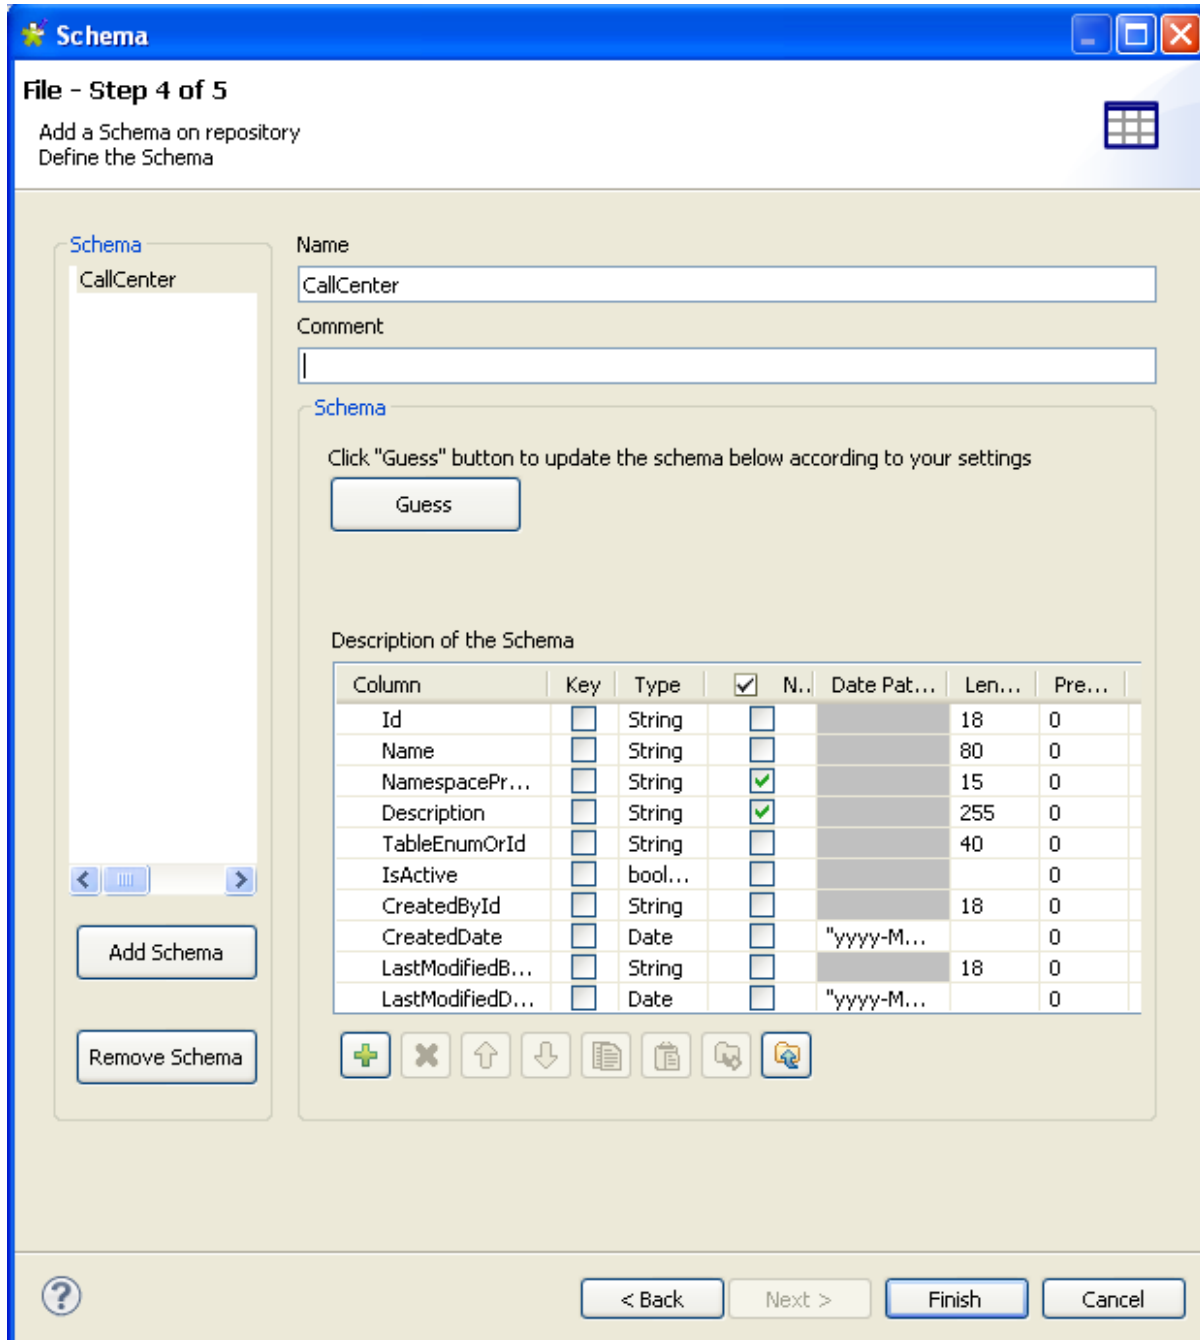 Schema
File - Step 4 of 5
Add a Schema on repository
Define the Schema
Schema
CallCenter
Add Schema
Remove Schema
Name
CallCenter
Comment
Schema
Click "Guess" button to update the schema below according to your settings
Guess
Description of the Schema
Column Key Type N.. Date Pat... Len... Pre...
Id String 18 0
Name String 80 0
NamespacePr... String 15 0
Description String 255 0
TableEnumOrId String 40 0
IsActive bool... 0
CreatedById String 18 0
CreatedDate Date "yyyy-M... 0
LastModifiedB... String 18 0
LastModifiedD... Date "yyyy-M... 0
?
< Back Next > Finish Cancel